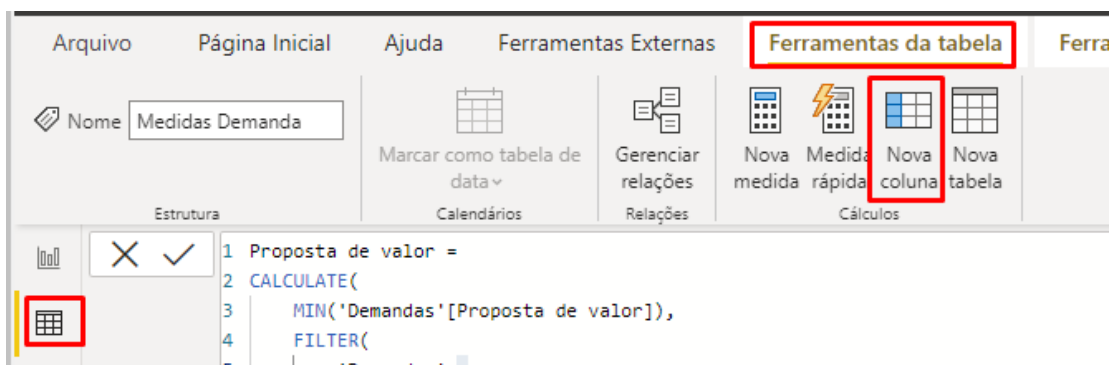 Arquivo Página Inicial Ajuda Ferramentas Externas Ferramentas da tabela Ferra
Nome Medidas Demanda
Marcar como tabela de data
Gerenciar relações
Nova medida
Medida rápida
Nova coluna
Nova tabela
Estrutura Calendários Relações Cálculos
1 Proposta de valor =
2 CALCULATE(
3 MIN('Demandas'[Proposta de valor]),
4 FILTER(